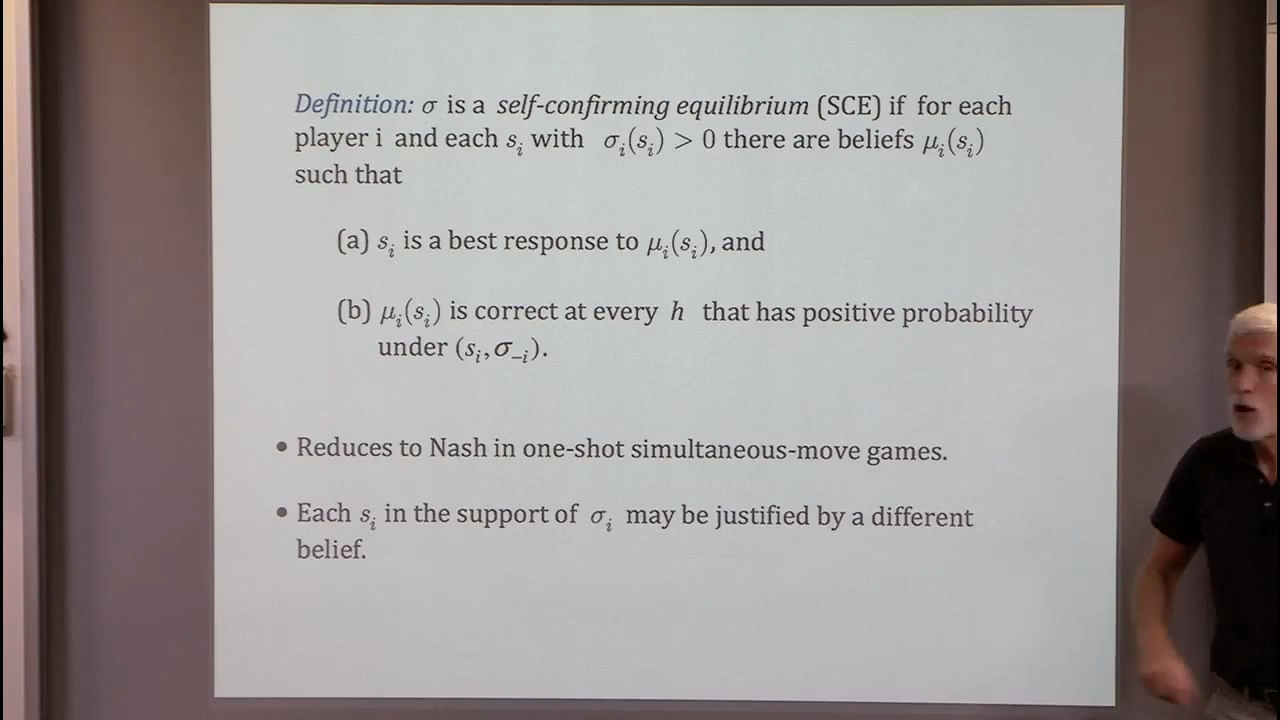 Definition: σ is a self-confirming equilibrium (SCE) if for each
player i and each sᵢ with σᵢ(sᵢ) > 0 there are beliefs μᵢ(sᵢ)
such that
(a) sᵢ is a best response to μᵢ(sᵢ), and
(b) μᵢ(sᵢ) is correct at every h that has positive probability
under (sᵢ, σ₋ᵢ).
• Reduces to Nash in one-shot simultaneous-move games.
• Each sᵢ in the support of σᵢ may be justified by a different
belief.